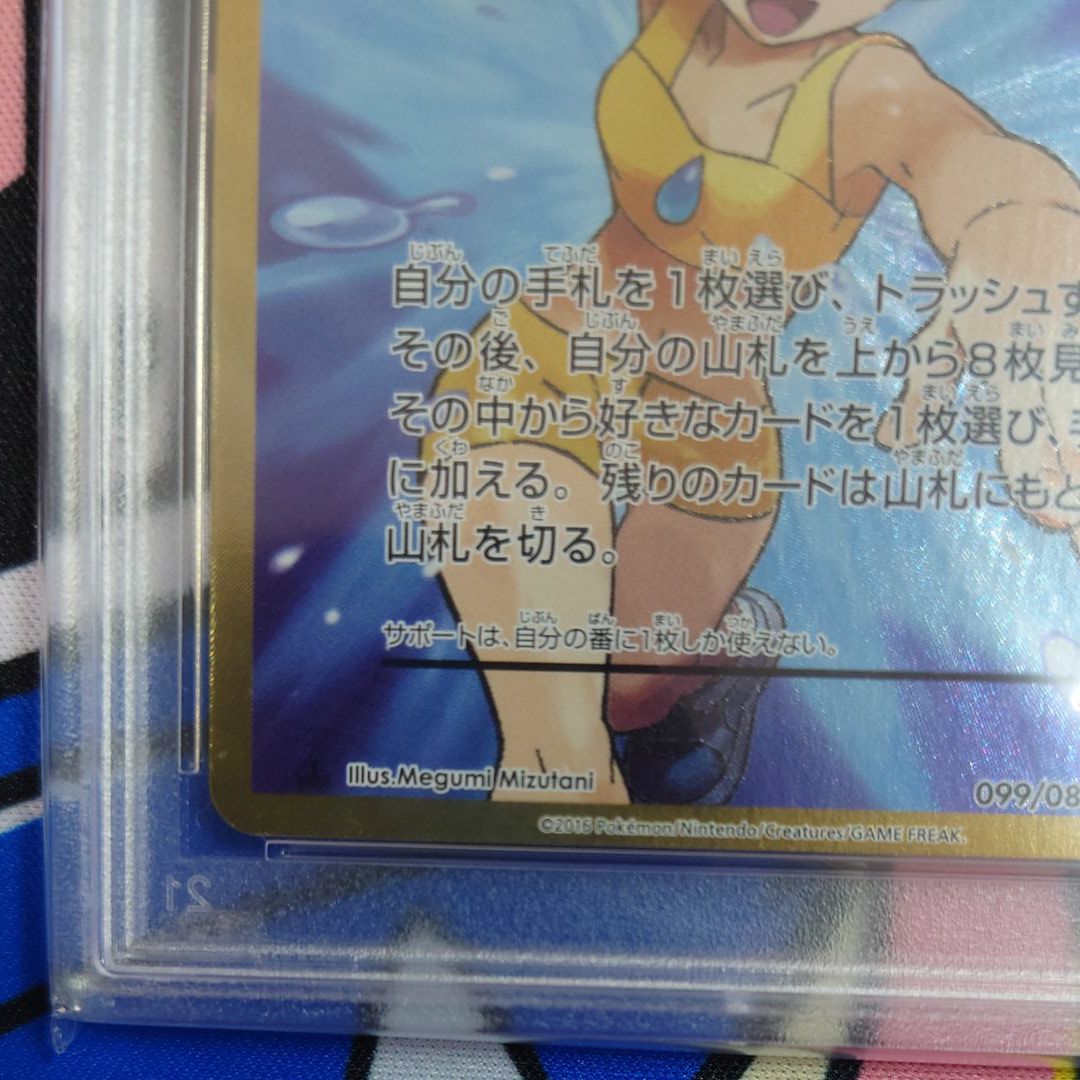 自分の手札を1枚選び、トラッシュす
その後、自分の山札を上から8枚見
その中から好きなカードを1枚選び、手
に加える。残りのカードは山札にもど
山札を切る。
サポートは、自分の番に1枚しか使えない。
Illus.Megumi Mizutani
099/08
©2016 Pokémon/Nintendo/Creatures/GAME FREAK.
21